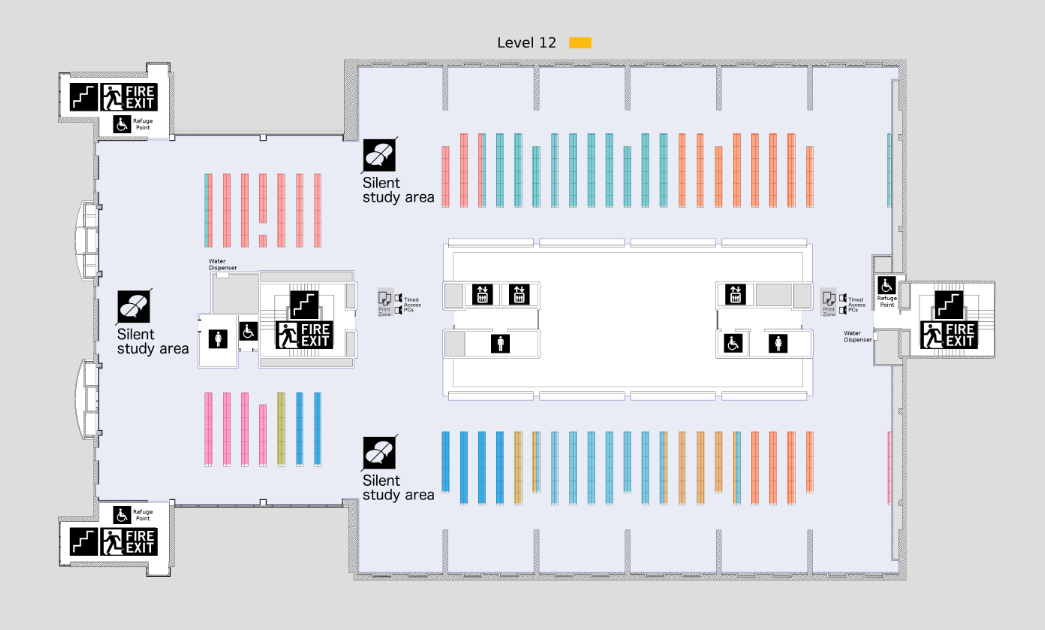 Level 12
FIRE
EXIT
Refuge
Point
Silent
study area
Water
Dispenser
Silent
study area
FIRE
EXIT
Print
Zone
Timed
Access
PCs
Print
Zone
Timed
Access
PCs
Refuge
Point
Water
Dispenser
FIRE
EXIT
Silent
study area
Refuge
Point
FIRE
EXIT